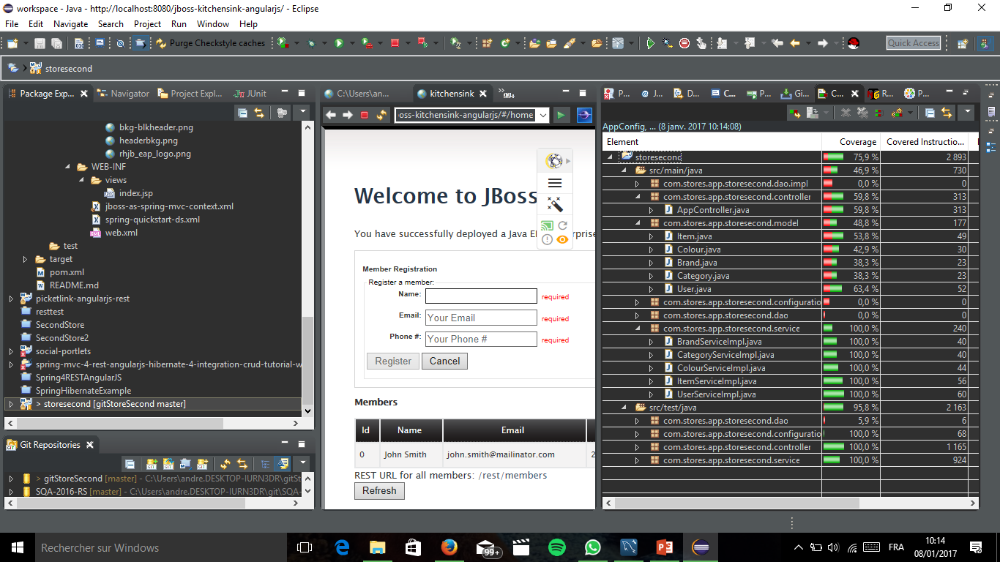 workspace - Java - http://localhost:8080/jboss-kitchensink-angularjs/ - Eclipse
File Edit Navigate Search Project Run Window Help
Purge Checkstyle caches
Quick Access
storesecond
Package Exp...
Navigator
Project Expl...
JUnit
bkg-blkheader.png
headerbkg.png
rhjb_eap_logo.png
WEB-INF
views
index.jsp
jboss-as-spring-mvc-context.xml
spring-quickstart-ds.xml
web.xml
test
target
pom.xml
README.md
picketlink-angularjs-rest
resttest
SecondStore
SecondStore2
social-portlets
spring-mvc-4-rest-angularjs-hibernate-4-integration-crud-tutorial-w
Spring4RESTAngularJS
SpringHibernateExample
> storesecond [gitStoreSecond master]
Git Repositories
> gitStoreSecond [master] - C:\Users\andre.DESKTOP-IURN3DR\gitSt
SQA-2016-RS [master] - C:\Users\andre.DESKTOP-IURN3DR\git\SQA-
C:\Users\an...
kitchensink
99+
oss-kitchensink-angularjs/#/home
Welcome to JBoss
You have successfully deployed a Java E
rprise
Member Registration
Register a member:
Name: required
Email: Your Email required
Phone #: Your Phone # required
Register Cancel
Members
Id Name Email
0 John Smith john.smith@mailinator.com 2
REST URL for all members: /rest/members
Refresh
P...
J...
D...
C...
P...
Gi...
C...
R...
P...
AppConfig, ... (8 janv. 2017 10:14:08)
Element Coverage Covered Instructio...
storesecond 75,9 % 2 893
src/main/java 46,9 % 730
com.stores.app.storesecond.dao.impl 0,0 % 0
com.stores.app.storesecond.controller 59,8 % 313
AppController.java 59,8 % 313
com.stores.app.storesecond.model 48,8 % 177
Item.java 53,8 % 49
Colour.java 42,9 % 30
Brand.java 38,3 % 23
Category.java 38,3 % 23
User.java 63,4 % 52
com.stores.app.storesecond.configuratio 0,0 % 0
com.stores.app.storesecond.dao 0,0 % 0
com.stores.app.storesecond.service 100,0 % 240
BrandServiceImpl.java 100,0 % 40
CategoryServiceImpl.java 100,0 % 40
ColourServiceImpl.java 100,0 % 44
ItemServiceImpl.java 100,0 % 56
UserServiceImpl.java 100,0 % 60
src/test/java 95,8 % 2 163
com.stores.app.storesecond.dao 5,9 % 6
com.stores.app.storesecond.configuratio 100,0 % 68
com.stores.app.storesecond.controller 100,0 % 1 165
com.stores.app.storesecond.service 100,0 % 924
Rechercher sur Windows
99+
FRA
10:14
08/01/2017